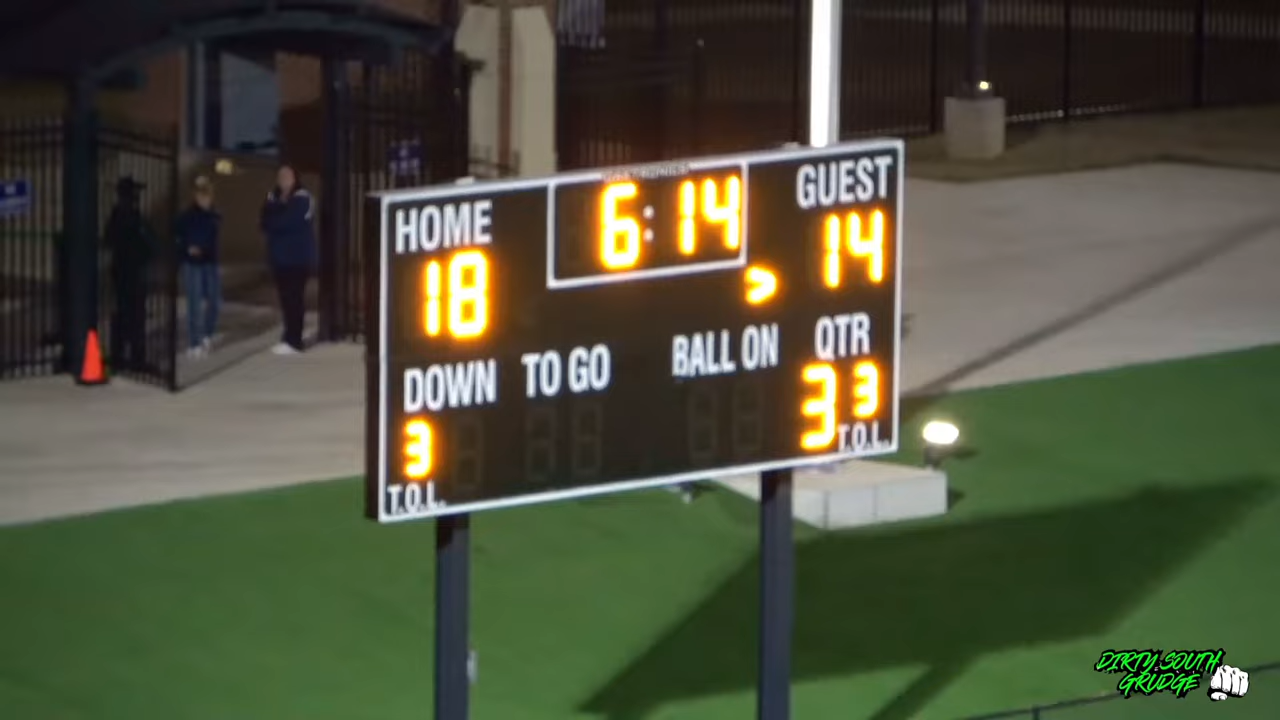 HOME
6:14
GUEST
18
14
DOWN TO GO BALL ON QTR
3
3 3
T.O.L.
T.O.L.
DIRTY SOUTH
GRUDGE